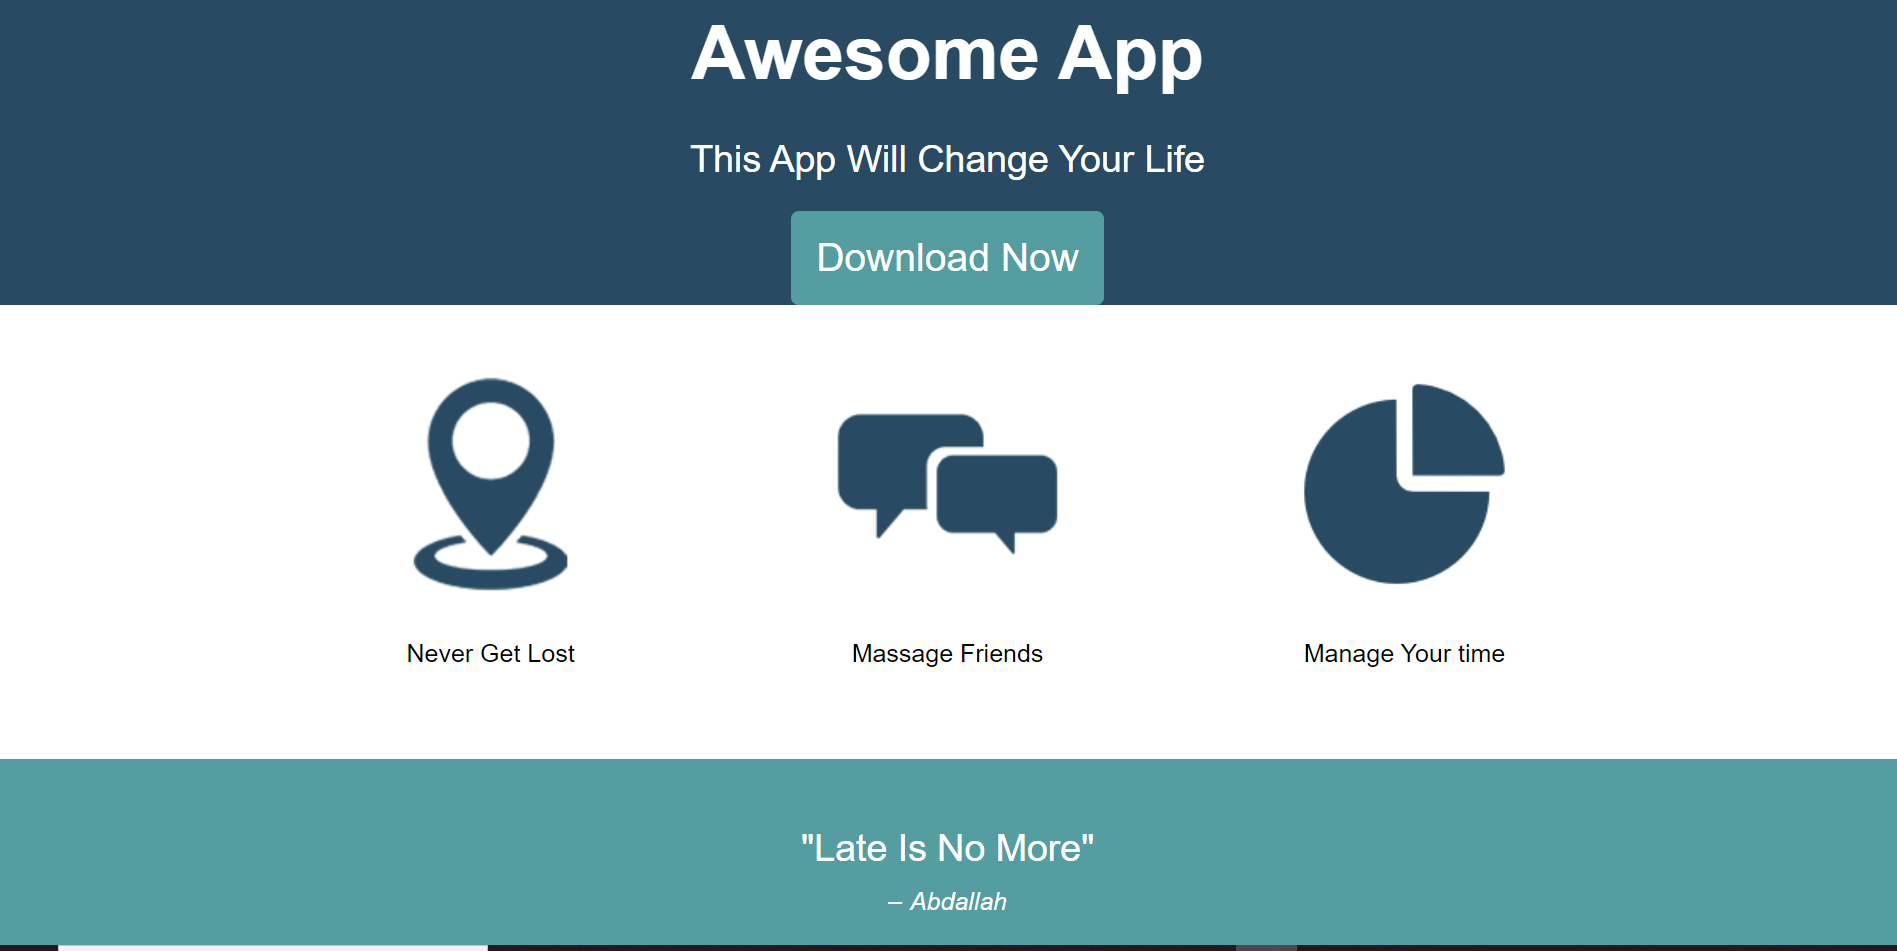 Awesome App
This App Will Change Your Life
Download Now
Never Get Lost
Massage Friends
Manage Your time
"Late Is No More"
– Abdallah